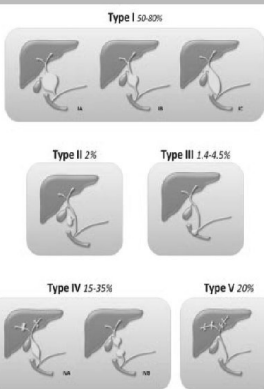 Type I 50-80%
IA IB IC
Type II 2% Type III 1.4-4.5%
Type IV 15-35% Type V 20%
IVA IVB